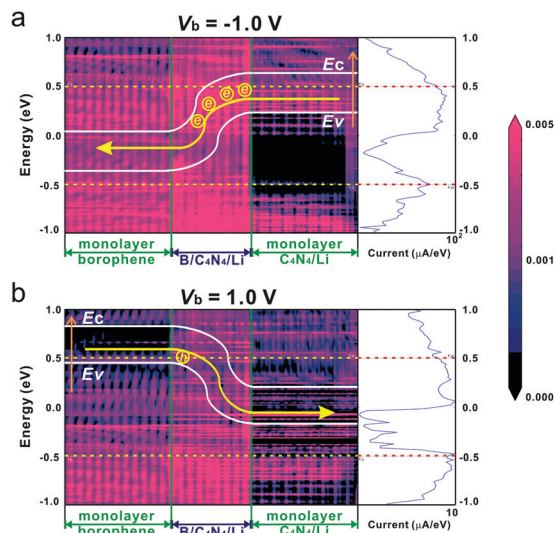 a
V_b = -1.0 V
1.0
0.5
0.0
-0.5
-1.0
Energy (eV)
Ec
Ev
e e e e
1.0
0.5
0.0
-0.5
-1.0
monolayer
borophene
B/C₄N₄/Li
monolayer
C₄N₄/Li
Current (μA/eV)
10²
0.005
0.001
0.000
b
V_b = 1.0 V
1.0
0.5
0.0
-0.5
-1.0
Energy (eV)
Ec
Ev
h
1.0
0.5
0.0
-0.5
-1.0
monolayer
borophene
B/C₄N₄/Li
monolayer
C₄N₄/Li
Current (μA/eV)
10